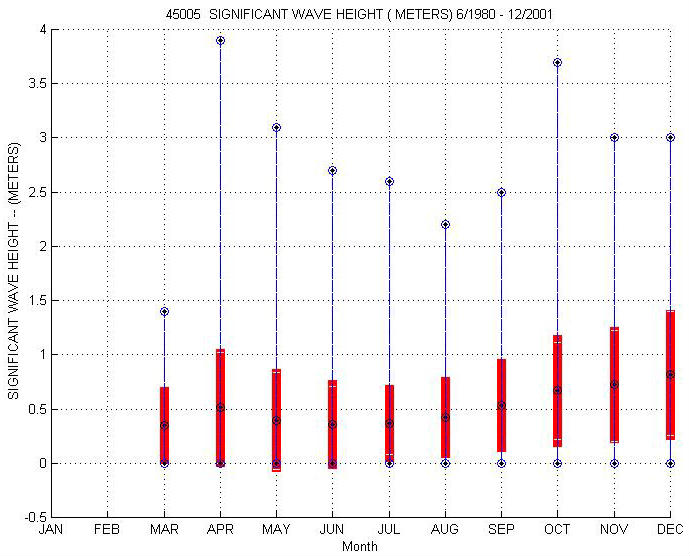 45005 SIGNIFICANT WAVE HEIGHT ( METERS) 6/1980 - 12/2001
SIGNIFICANT WAVE HEIGHT -- (METERS)
4
3.5
3
2.5
2
1.5
1
0.5
0
-0.5
JAN FEB MAR APR MAY JUN JUL AUG SEP OCT NOV DEC
Month